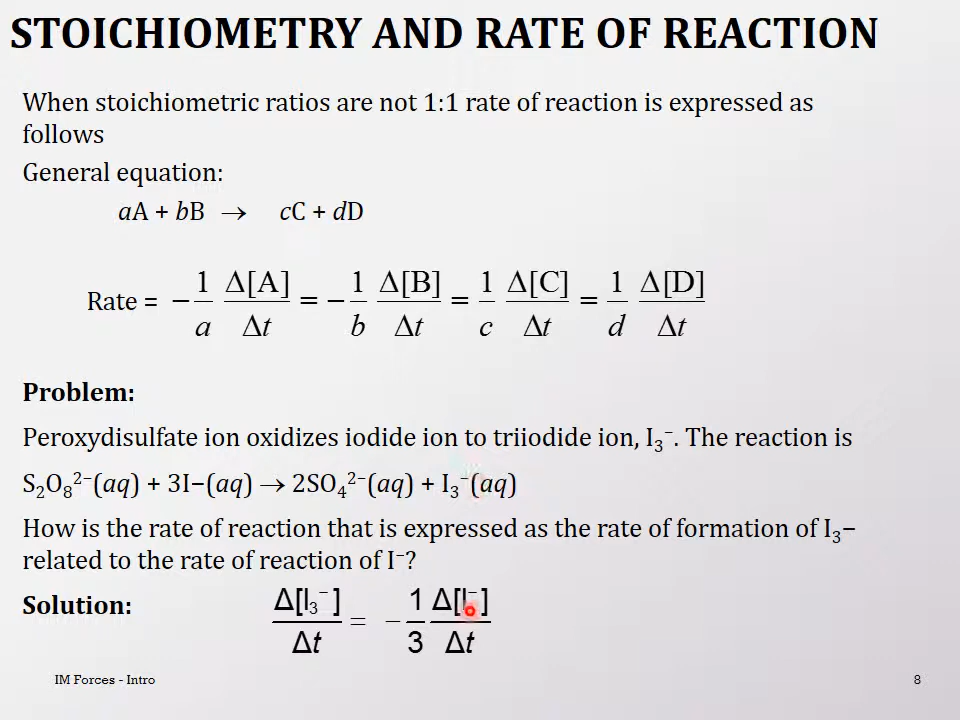 STOICHIOMETRY AND RATE OF REACTION
When stoichiometric ratios are not 1:1 rate of reaction is expressed as
follows
General equation:
aA + bB → cC + dD
Rate = −1/a Δ[A]/Δt = −1/b Δ[B]/Δt = 1/c Δ[C]/Δt = 1/d Δ[D]/Δt
Problem:
Peroxydisulfate ion oxidizes iodide ion to triiodide ion, I₃⁻. The reaction is
S₂O₈²⁻(aq) + 3I−(aq) → 2SO₄²⁻(aq) + I₃⁻(aq)
How is the rate of reaction that is expressed as the rate of formation of I₃−
related to the rate of reaction of I⁻?
Solution: Δ[I₃⁻]/Δt = −1/3 Δ[I⁻]/Δt
IM Forces - Intro 8